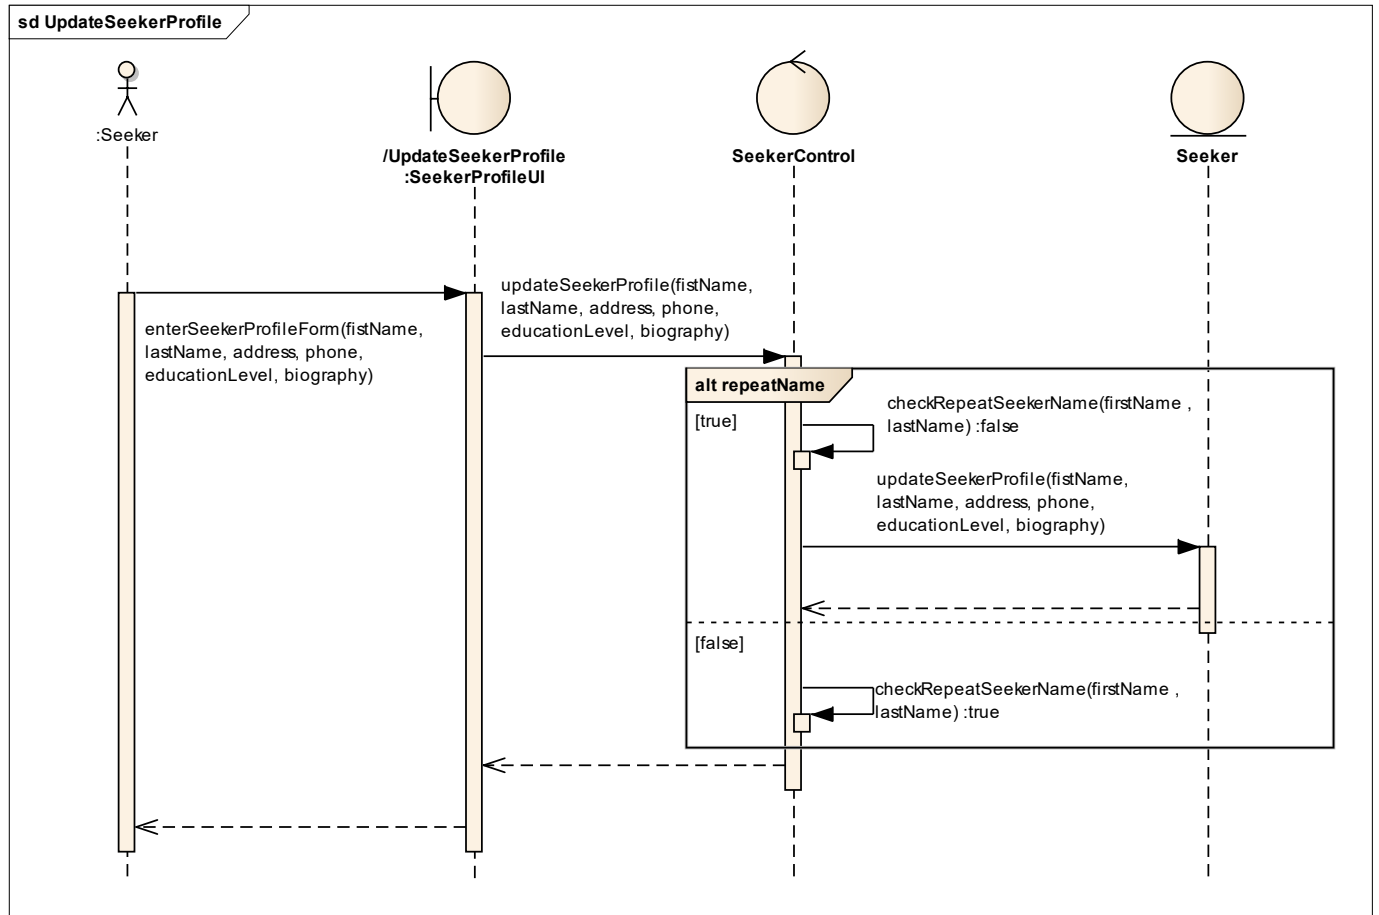 sd UpdateSeekerProfile
:Seeker
/UpdateSeekerProfile
:SeekerProfileUI
SeekerControl
Seeker
enterSeekerProfileForm(fistName,
lastName, address, phone,
educationLevel, biography)
updateSeekerProfile(fistName,
lastName, address, phone,
educationLevel, biography)
alt repeatName
[true]
checkRepeatSeekerName(firstName ,
lastName) :false
updateSeekerProfile(fistName,
lastName, address, phone,
educationLevel, biography)
[false]
checkRepeatSeekerName(firstName ,
lastName) :true